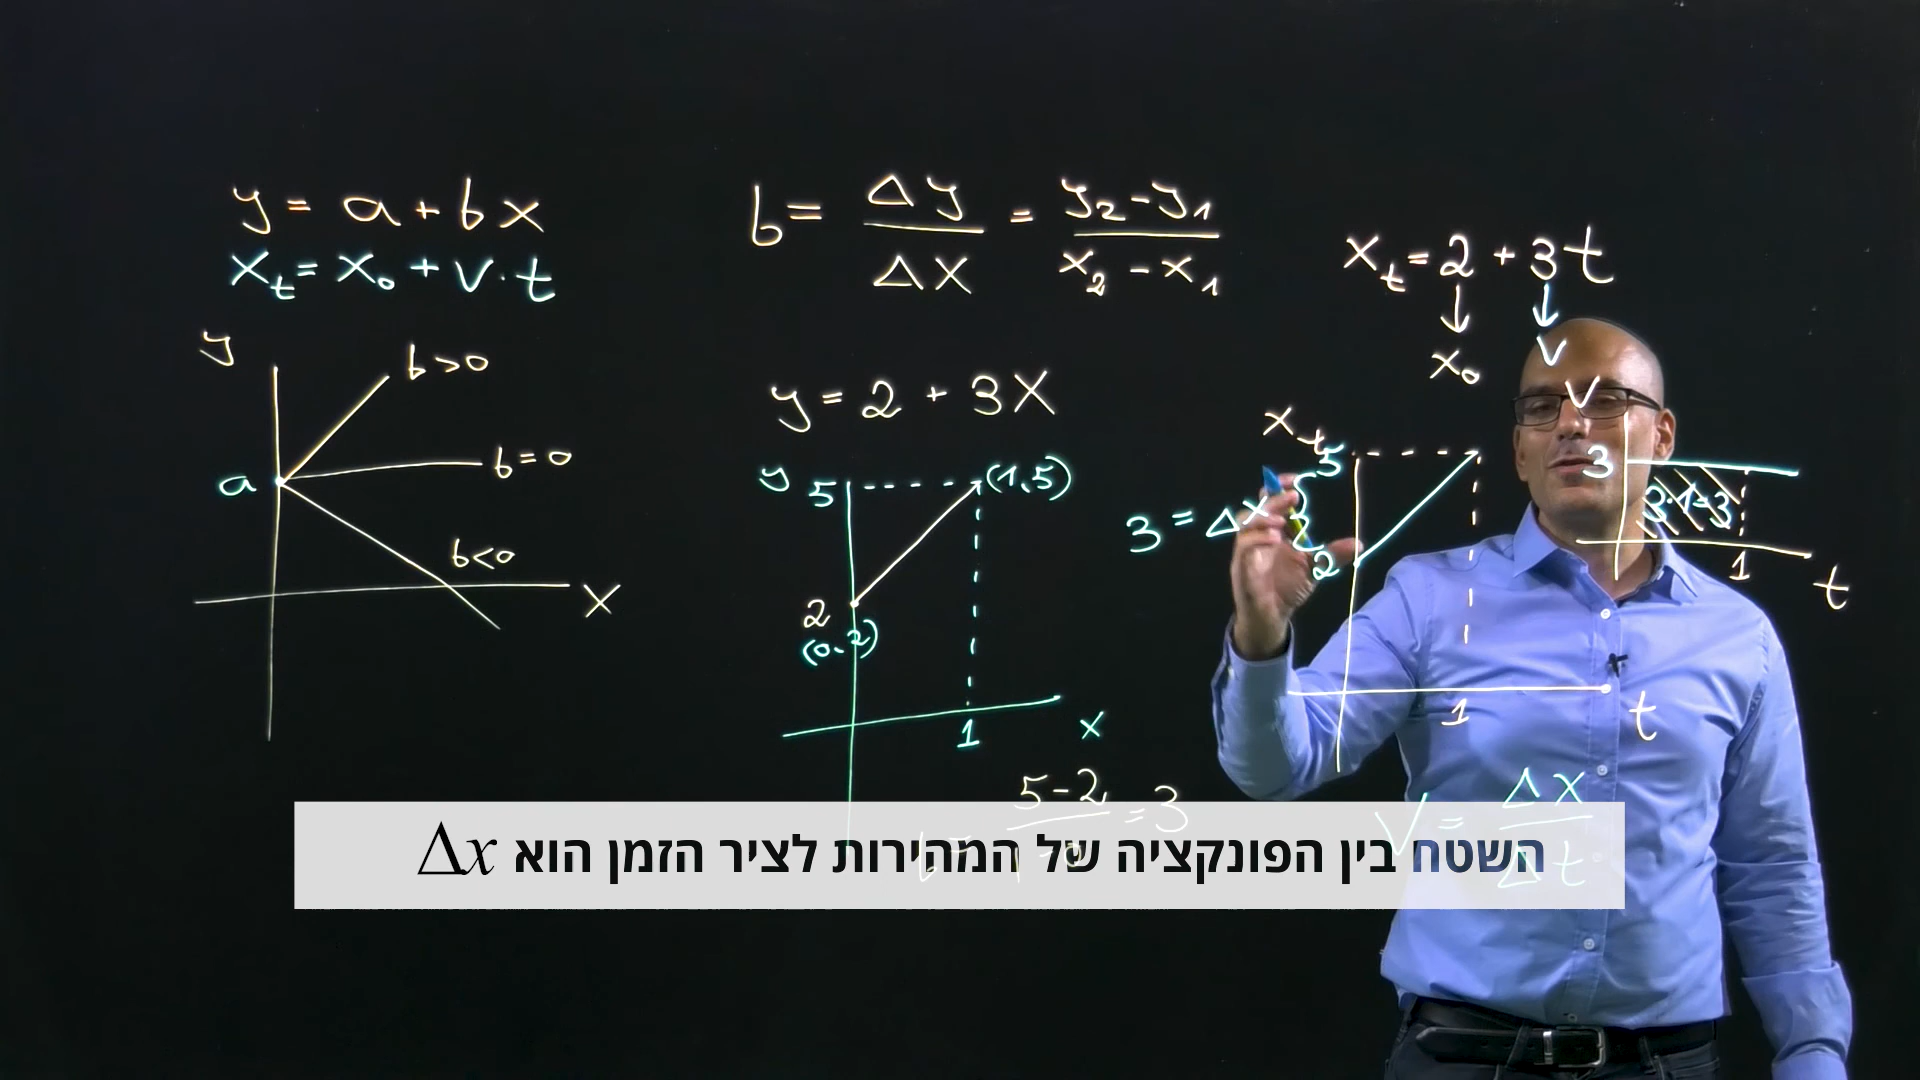 y = a + b x
x_t = x_0 + v · t
y
b > 0
b = 0
a
b < 0
x
b = Δy / Δx = (y_2 - y_1) / (x_2 - x_1)
y = 2 + 3x
y
5
(1,5)
2
(0,2)
1
x
5 - 2
= 3
x_t = 2 + 3t
x_0
v
x_t
5
3 = Δx
2
1
t
v
3
3·1=3
1
t
V = Δx / Δt
השטח בין הפונקציה של המהירות לציר הזמן הוא Δx